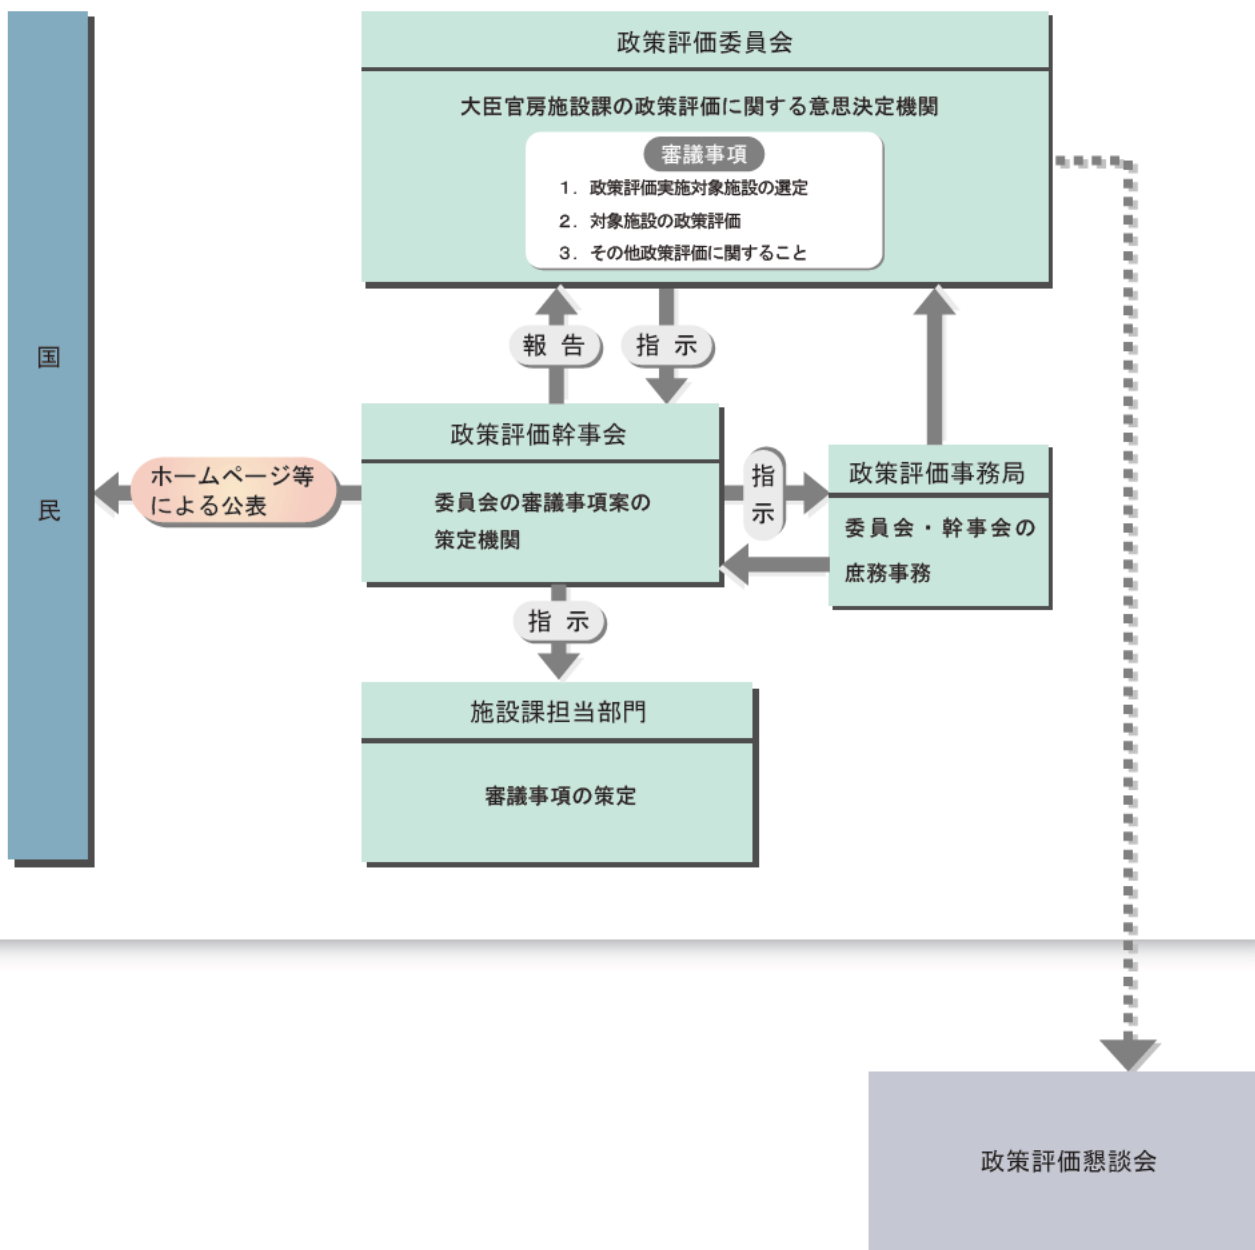 政策評価委員会
大臣官房施設課の政策評価に関する意思決定機関
審議事項
1. 政策評価実施対象施設の選定
2. 対象施設の政策評価
3. その他政策評価に関すること
国民
報告
指示
政策評価幹事会
委員会の審議事項案の
策定機関
ホームページ等
による公表
指示
政策評価事務局
委員会・幹事会の
庶務事務
指示
施設課担当部門
審議事項の策定
政策評価懇談会